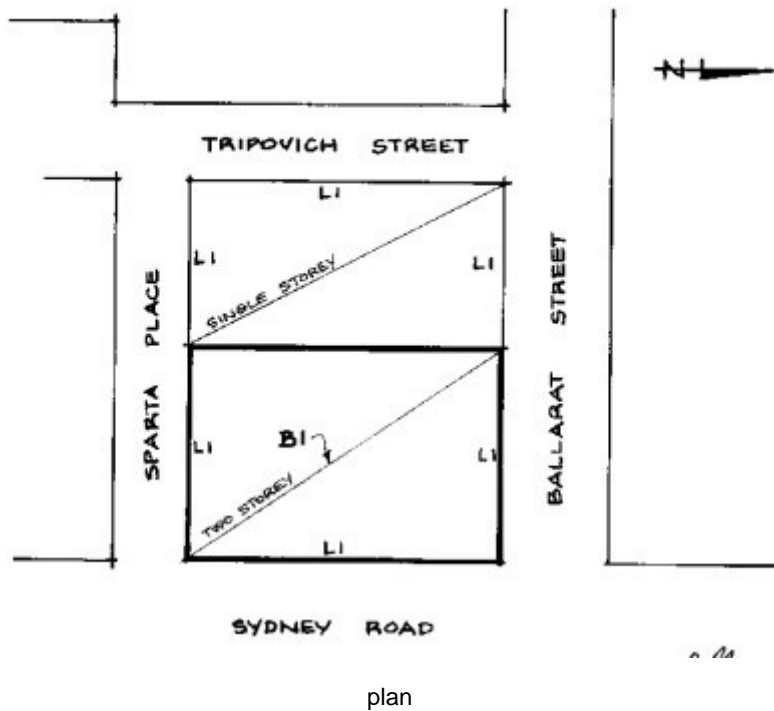 N
TRIPOVICH STREET
L1
L1
L1
SINGLE STOREY
SPARTA PLACE
BALLARAT STREET
B1
L1
L1
TWO STOREY
L1
SYDNEY ROAD
plan